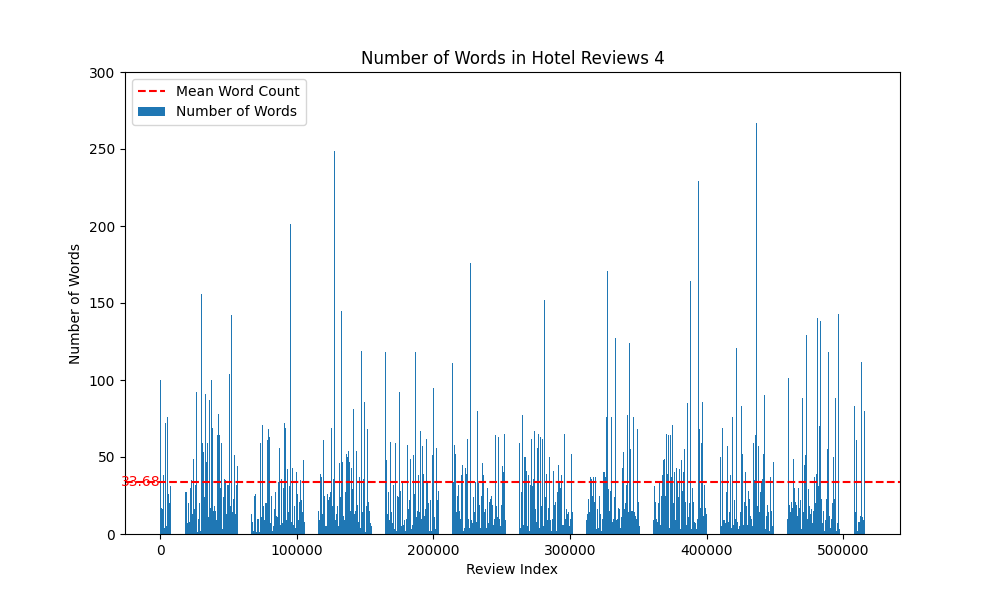 Number of Words in Hotel Reviews 4
300
250
200
150
100
50
0
Number of Words
Mean Word Count
Number of Words
33.68
0
100000
200000
300000
400000
500000
Review Index